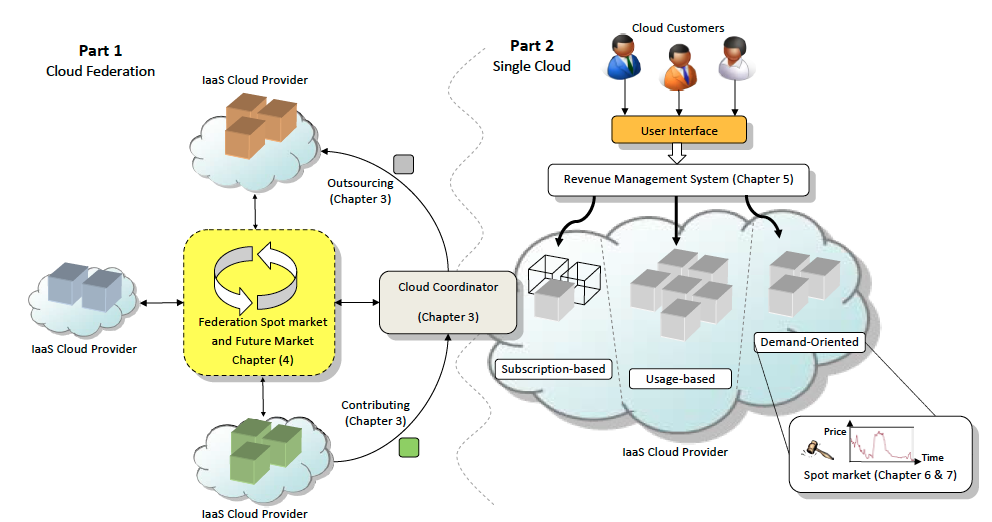 Part 1
Cloud Federation
IaaS Cloud Provider
Outsourcing
(Chapter 3)
IaaS Cloud Provider
Federation Spot market
and Future Market
Chapter (4)
Cloud Coordinator
(Chapter 3)
Contributing
(Chapter 3)
IaaS Cloud Provider
Part 2
Single Cloud
Cloud Customers
User Interface
Revenue Management System (Chapter 5)
Subscription-based
Usage-based
Demand-Oriented
IaaS Cloud Provider
Price
Time
Spot market (Chapter 6 & 7)